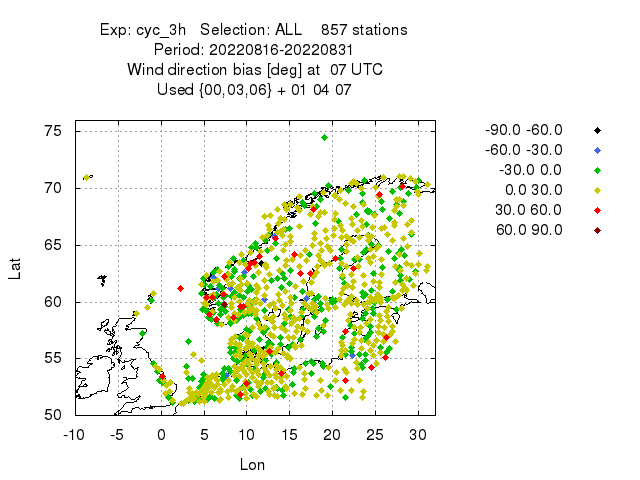 Exp: cyc_3h   Selection: ALL    857 stations
Period: 20220816-20220831
Wind direction bias [deg] at  07 UTC
Used {00,03,06} + 01 04 07
-90.0 -60.0
-60.0 -30.0
-30.0 0.0
0.0 30.0
30.0 60.0
60.0 90.0
75
70
65
60
55
50
Lat
-10 -5 0 5 10 15 20 25 30
Lon